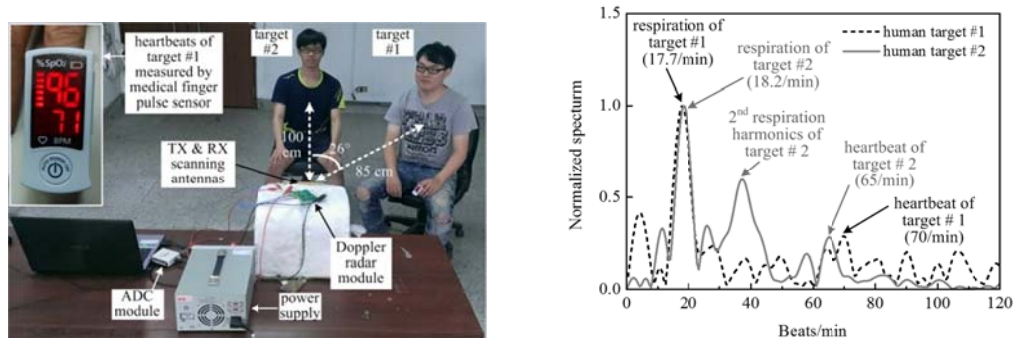 heartbeats of
target #1
measured by
medical finger
pulse sensor
%SpO2
96
71
BPM
target
#2
target
#1
100
cm
26°
85 cm
TX & RX
scanning
antennas
Doppler
radar module
ADC
module
power
supply
respiration of
target #1
(17.7/min)
respiration of
target #2
(18.2/min)
human target #1
human target #2
2nd respiration
harmonics of
target # 2
heartbeat of
target # 2
(65/min)
heartbeat of
target # 1
(70/min)
Normalized specturm
1.0
0.5
0.0
0 20 40 60 80 100 120
Beats/min